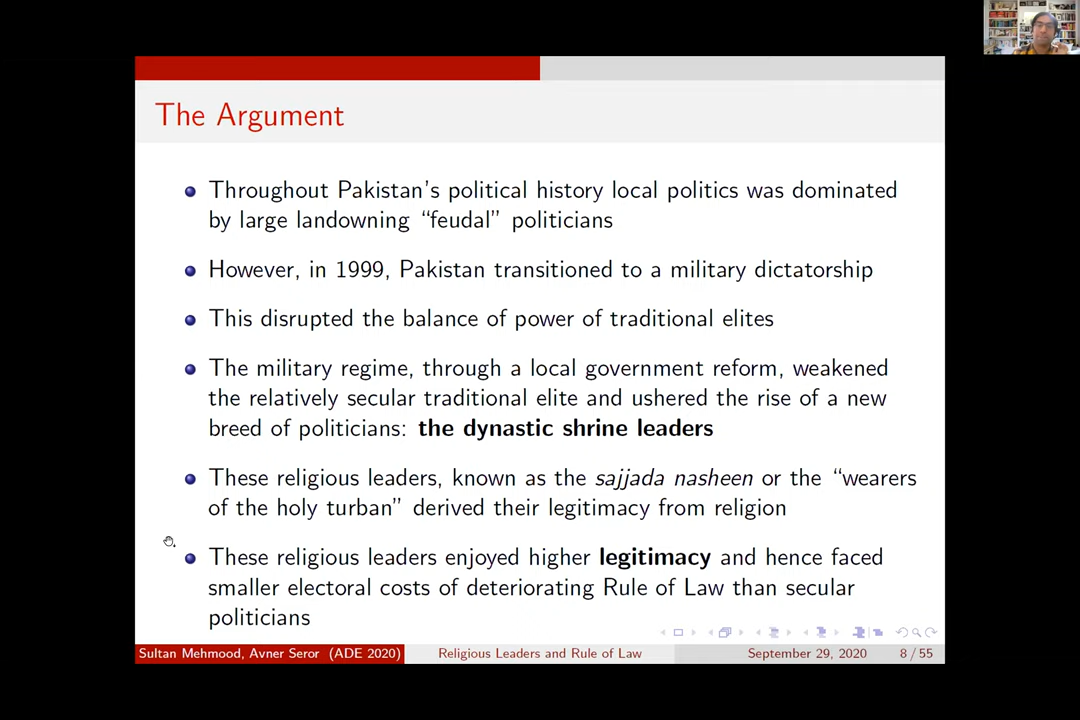 The Argument
Throughout Pakistan's political history local politics was dominated
by large landowning “feudal” politicians
However, in 1999, Pakistan transitioned to a military dictatorship
This disrupted the balance of power of traditional elites
The military regime, through a local government reform, weakened
the relatively secular traditional elite and ushered the rise of a new
breed of politicians: the dynastic shrine leaders
These religious leaders, known as the sajjada nasheen or the “wearers
of the holy turban” derived their legitimacy from religion
These religious leaders enjoyed higher legitimacy and hence faced
smaller electoral costs of deteriorating Rule of Law than secular
politicians
Sultan Mehmood, Avner Seror (ADE 2020) Religious Leaders and Rule of Law September 29, 2020 8 / 55